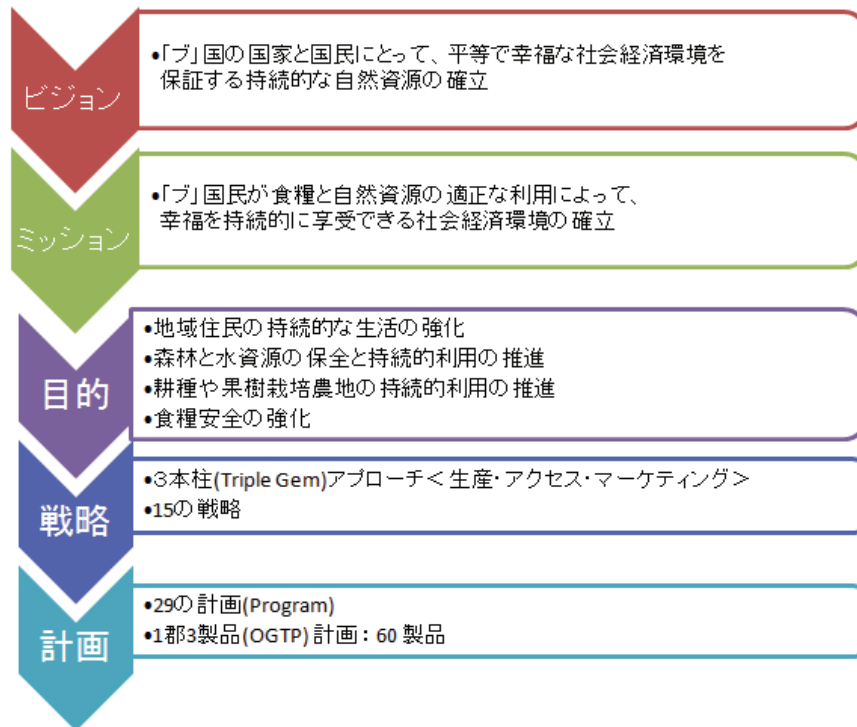 ビジョン
•「ブ」国の国家と国民にとって、平等で幸福な社会経済環境を
保証する持続的な自然資源の確立
ミッション
•「ブ」国民が食糧と自然資源の適正な利用によって、
幸福を持続的に享受できる社会経済環境の確立
目的
•地域住民の持続的な生活の強化
•森林と水資源の保全と持続的利用の推進
•耕種や果樹栽培農地の持続的利用の推進
•食糧安全の強化
戦略
•3本柱(Triple Gem)アプローチ<生産・アクセス・マーケティング>
•15の戦略
計画
•29の計画(Program)
•1郡3製品(OGTP)計画:60製品